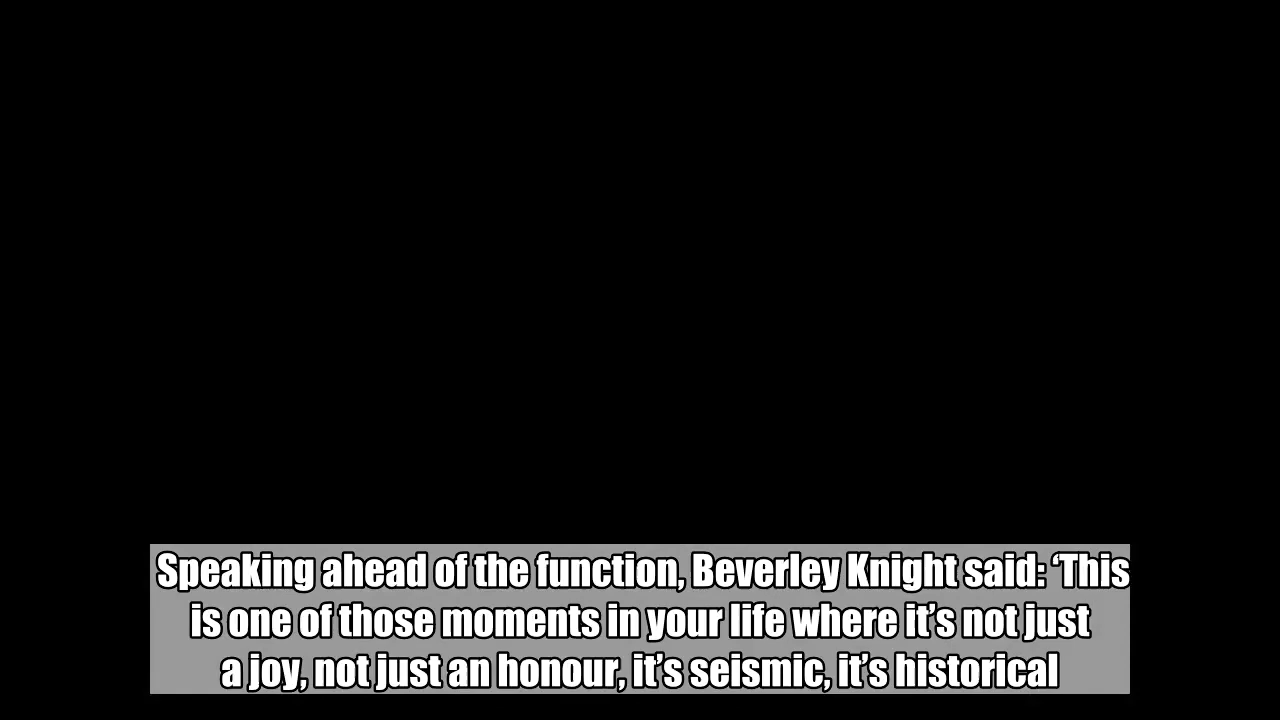 Speaking ahead of the function, Beverley Knight said: ‘This
is one of those moments in your life where it’s not just
a joy, not just an honour, it’s seismic, it’s historical